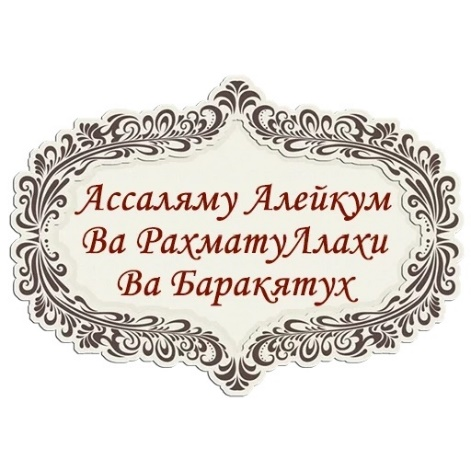 Ассаляму Алейкум
Ва РахматуЛлахи
Ва Баракятух